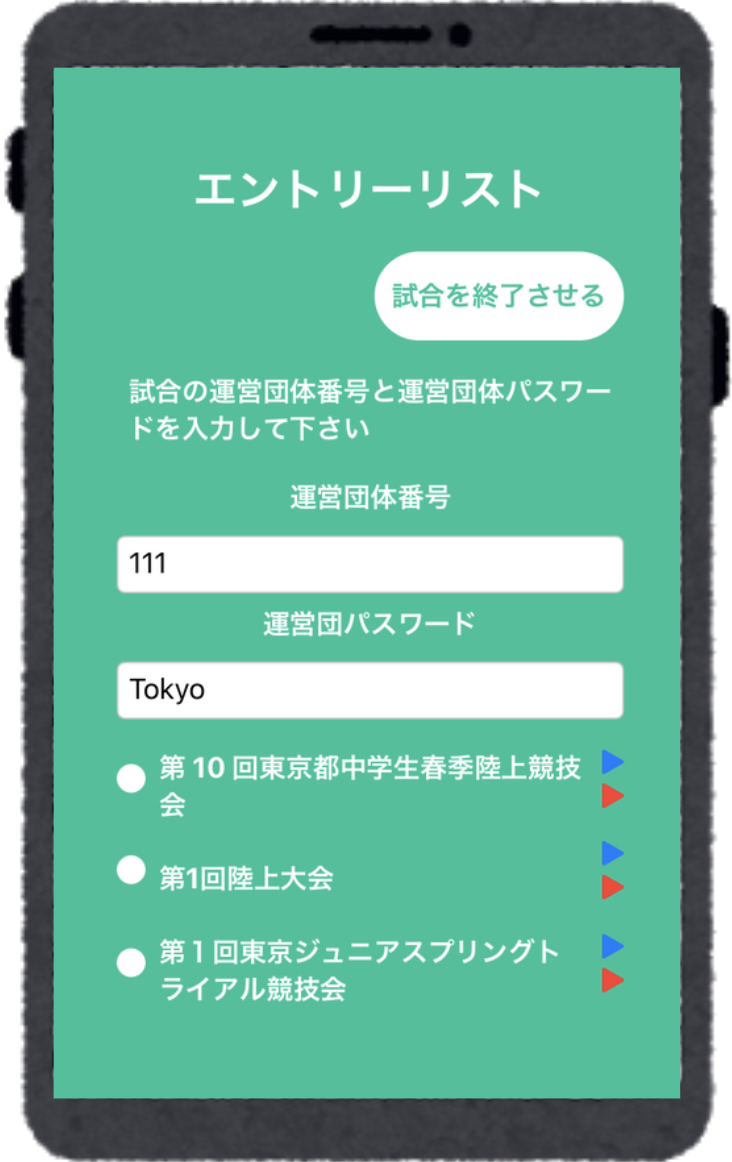 エントリーリスト
試合を終了させる
試合の運営団体番号と運営団体パスワー
ドを入力して下さい
運営団体番号
111
運営団パスワード
Tokyo
第 10 回東京都中学生春季陸上競技
会
第1回陸上大会
第 1 回東京ジュニアスプリングト
ライアル競技会